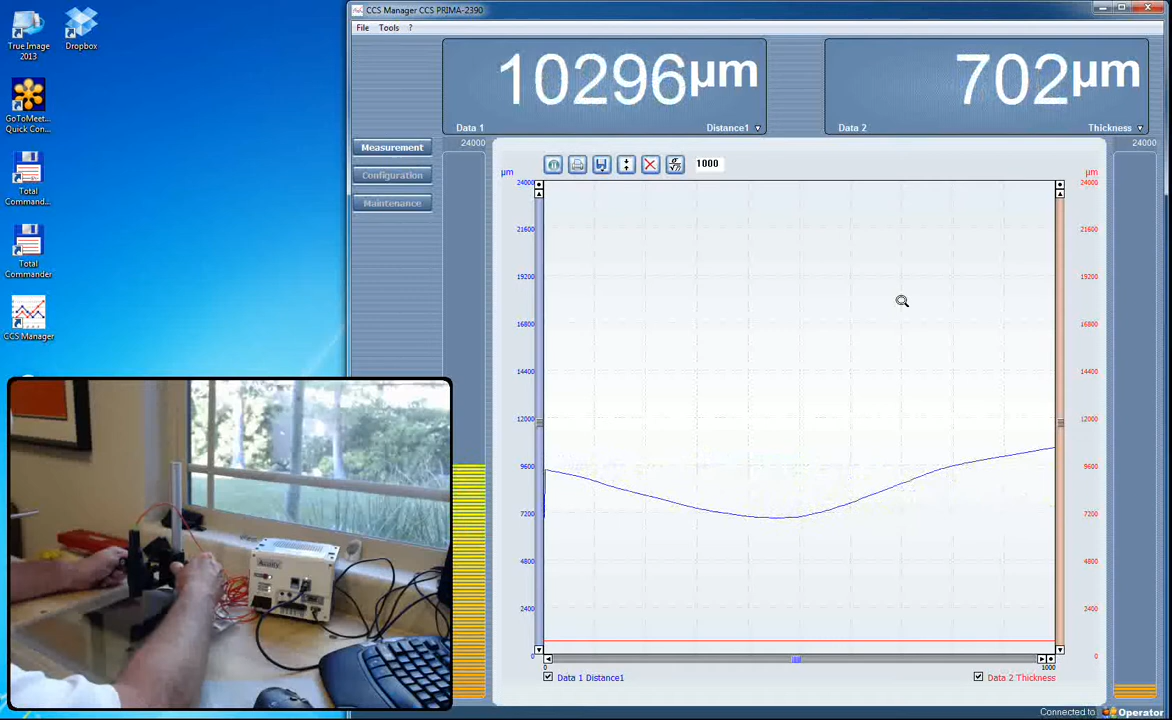 True Image
2013
Dropbox
GoToMeet...
Quick Con...
Total
Comman...
Total
Commander
CCS Manager
CCS Manager CCS PRIMA-2390
File Tools ?
10296µm
Data 1 Distance1
702µm
Data 2 Thickness
Measurement
Configuration
Maintenance
24000
24000
1000
µm
24000
21600
19200
16800
14400
12000
9600
7200
4800
2400
0
µm
24000
21600
19200
16800
14400
12000
9600
7200
4800
2400
0
0
1000
Data 1 Distance1
Data 2 Thickness
Connected to Operator
Acuity